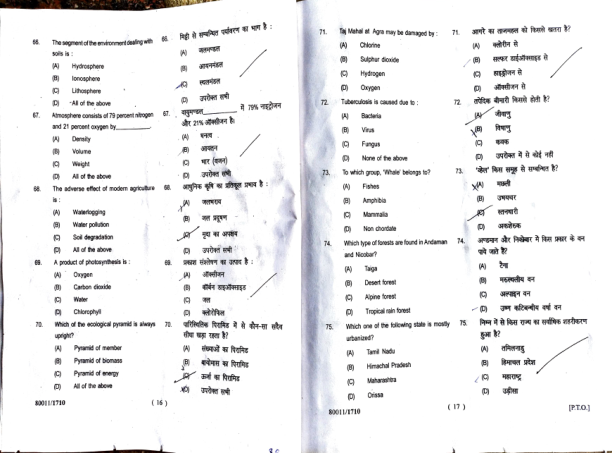 66. The segment of the environment dealing with
soils is :
(A) Hydrosphere
(B) Ionosphere
(C) Lithosphere
(D) All of the above
67. Atmosphere consists of 79 percent nitrogen
and 21 percent oxygen by________
(A) Density
(B) Volume
(C) Weight
(D) All of the above
68. The adverse effect of modern agriculture
is :
(A) Waterlogging
(B) Water pollution
(C) Soil degradation
(D) All of the above
69. A product of photosynthesis is :
(A) Oxygen
(B) Carbon dioxide
(C) Water
(D) Chlorophyll
70. Which of the ecological pyramid is always
upright?
(A) Pyramid of member
(B) Pyramid of biomass
(C) Pyramid of energy
(D) All of the above
80011/1710
66. मिट्टी से सम्बन्धित पर्यावरण का भाग है :
(A) जलमण्डल
(B) आयनमंडल
(C) स्थलमंडल
(D) उपरोक्त सभी
67. वायुमण्डल ________ में 79% नाइट्रोजन
और 21% ऑक्सीजन है।
(A) घनत्व
(B) आयतन
(C) भार (वजन)
(D) उपरोक्त सभी
68. आधुनिक कृषि का प्रतिकूल प्रभाव है :
(A) जलभराव
(B) जल प्रदूषण
(C) मृदा का अपक्षय
(D) उपरोक्त सभी
69. प्रकाश संश्लेषण का उत्पाद है :
(A) ऑक्सीजन
(B) कॉर्बन डाइऑक्साइड
(C) जल
(D) क्लोरोफिल
70. पारिस्थितिक पिरामिड में से कौन-सा सदैव
सीधा खड़ा रहता है?
(A) संख्याओं का पिरामिड
(B) बायोमास का पिरामिड
(C) ऊर्जा का पिरामिड
(D) उपरोक्त सभी
( 16 )
71. Taj Mahal at Agra may be damaged by :
(A) Chlorine
(B) Sulphur dioxide
(C) Hydrogen
(D) Oxygen
72. Tuberculosis is caused due to :
(A) Bacteria
(B) Virus
(C) Fungus
(D) None of the above
73. To which group, 'Whale' belongs to?
(A) Fishes
(B) Amphibia
(C) Mammalia
(D) Non chordate
74. Which type of forests are found in Andaman
and Nicobar?
(A) Taiga
(B) Desert forest
(C) Alpine forest
(D) Tropical rain forest
75. Which one of the following state is mostly
urbanized?
(A) Tamil Nadu
(B) Himachal Pradesh
(C) Maharashtra
(D) Orissa
80011/1710
71. आगरे का ताजमहल को किससे खतरा है?
(A) क्लोरीन से
(B) सल्फर डाईऑक्साइड से
(C) हाइड्रोजन से
(D) ऑक्सीजन से
72. तपेदिक बीमारी किससे होती है?
(A) जीवाणु
(B) विषाणु
(C) कवक
(D) उपरोक्त में से कोई नहीं
73. 'व्हेल' किस समूह से सम्बन्धित है?
(A) मछली
(B) उभयचर
(C) स्तनधारी
(D) अकशेरुक
74. अण्डमान और निकोबार में किस प्रकार के वन
पाये जाते हैं?
(A) टैगा
(B) मरुस्थलीय वन
(C) अल्पाइन वन
(D) उष्ण कटिबन्धीय वर्षा वन
75. निम्न में से किस राज्य का सर्वाधिक शहरीकरण
हुआ है?
(A) तमिलनाडु
(B) हिमाचल प्रदेश
(C) महाराष्ट्र
(D) उड़ीसा
( 17 )
[P.T.O.]